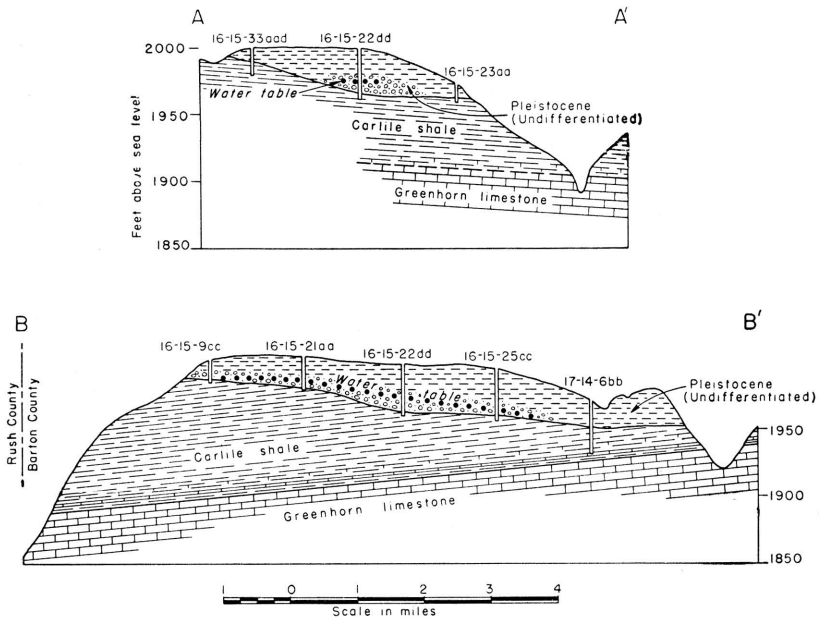 A
A'
16-15-33aad
16-15-22dd
16-15-23aa
2000
1950
1900
1850
Feet above sea level
Water table
Pleistocene
(Undifferentiated)
Carlile shale
Greenhorn limestone
B
B'
Rush County
Barton County
16-15-9cc
16-15-21aa
16-15-22dd
16-15-25cc
17-14-6bb
Water table
Pleistocene
(Undifferentiated)
Carlile shale
Greenhorn limestone
1950
1900
1850
1 0 1 2 3 4
Scale in miles